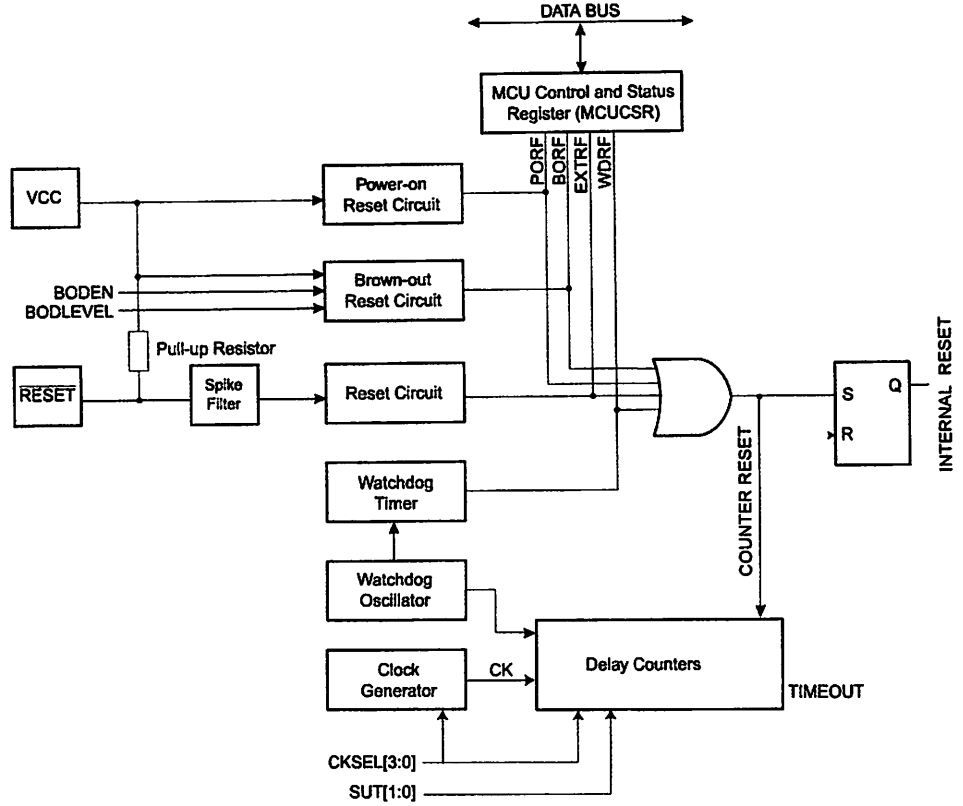 DATA BUS
MCU Control and Status
Register (MCUCSR)
PORF
BORF
EXTRF
WDRF
VCC
Power-on
Reset Circuit
Brown-out
Reset Circuit
BODEN
BODLEVEL
Pull-up Resistor
RESET
Spike
Filter
Reset Circuit
S
Q
R
INTERNAL RESET
COUNTER RESET
Watchdog
Timer
Watchdog
Oscillator
Clock
Generator
CK
Delay Counters
TIMEOUT
CKSEL[3:0]
SUT[1:0]